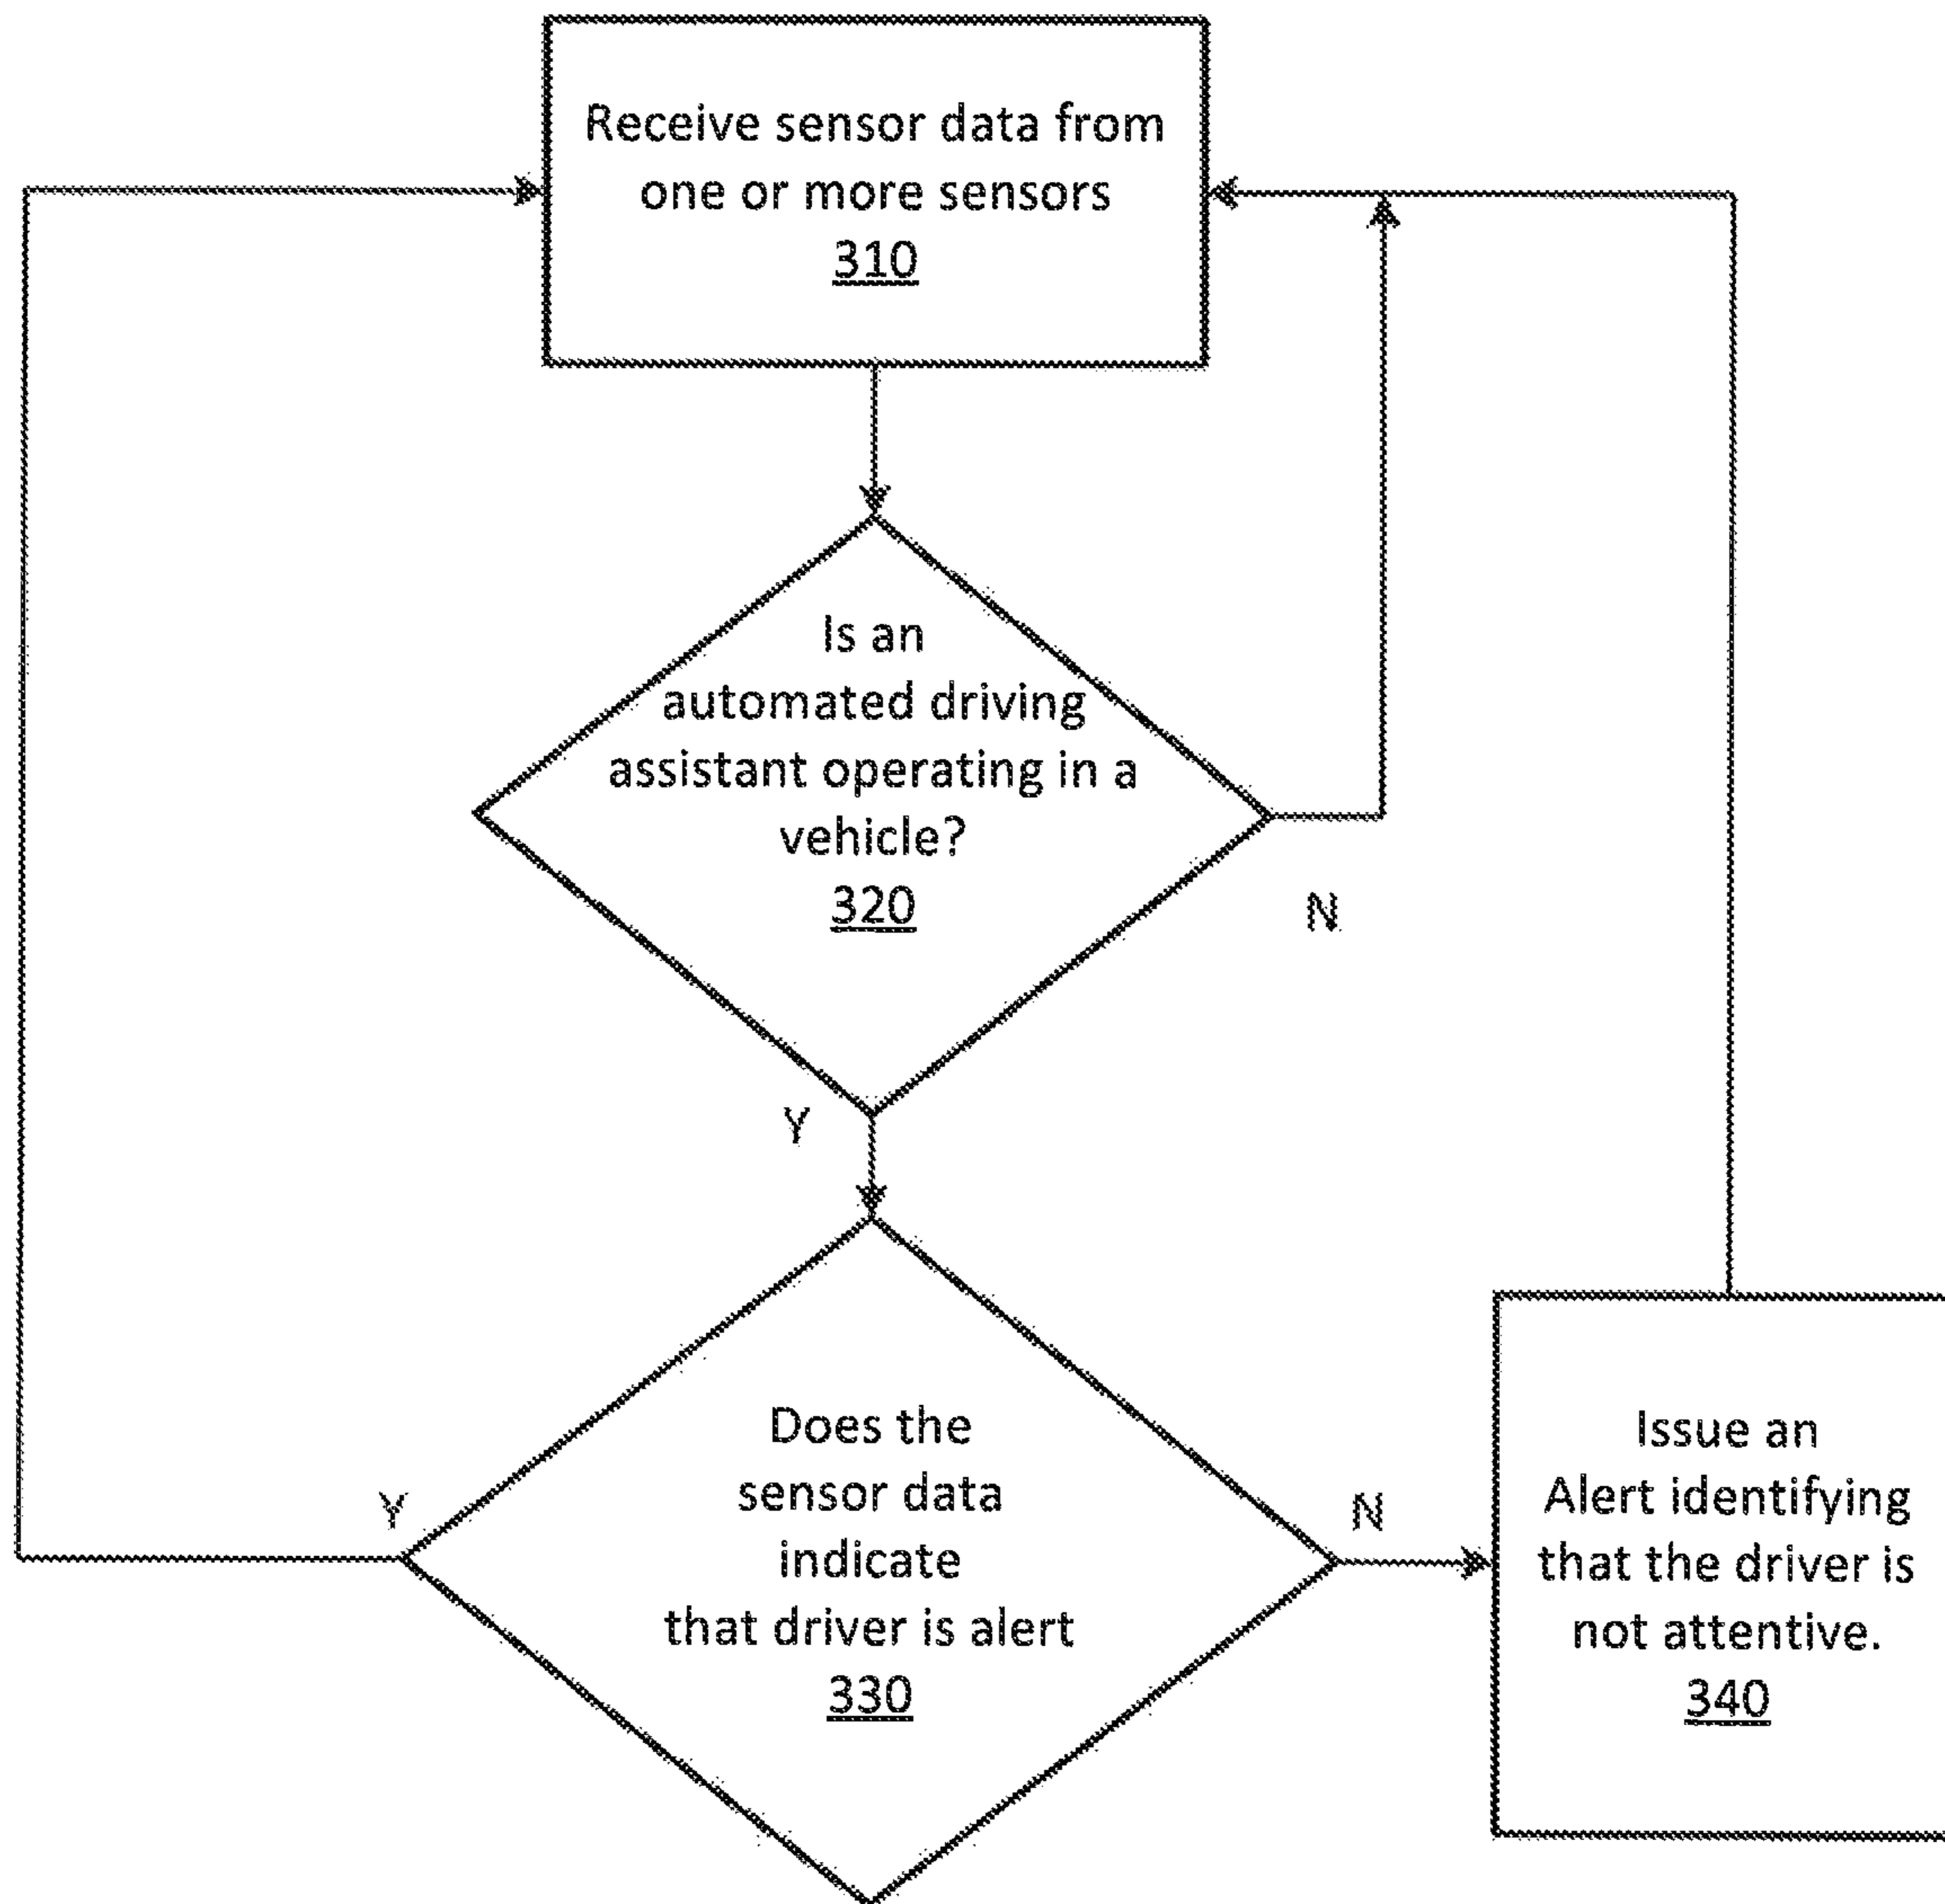 Receive sensor data from
one or more sensors
310
Is an
automated driving
assistant operating in a
vehicle?
320
N
Y
Does the
sensor data
indicate
that driver is alert
330
Y
N
Issue an
Alert identifying
that the driver is
not attentive.
340